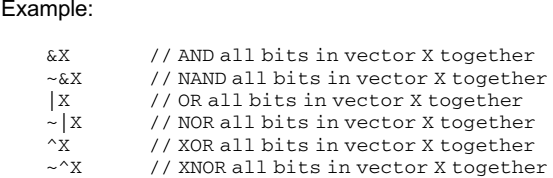 Example:
&X // AND all bits in vector X together
~&X // NAND all bits in vector X together
|X // OR all bits in vector X together
~|X // NOR all bits in vector X together
^X // XOR all bits in vector X together
~^X // XNOR all bits in vector X together